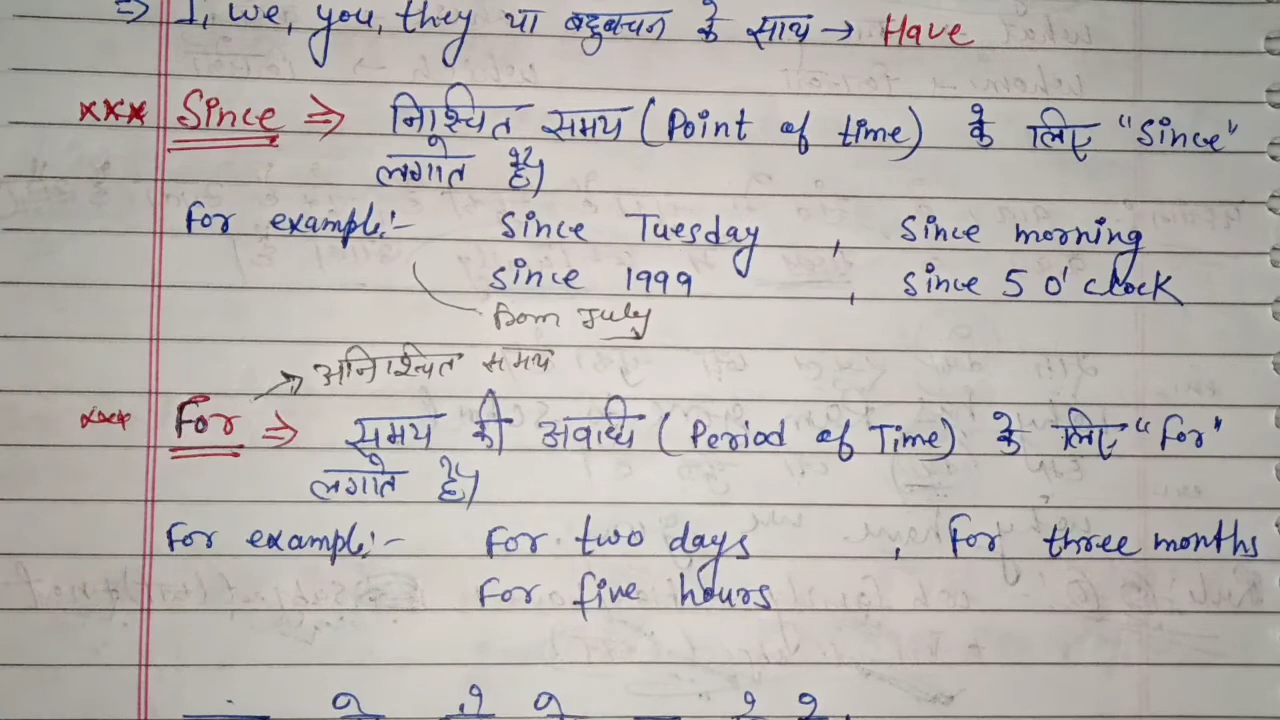 ⇒ I, we, you, they या बहुवचन के साथ → Have
xxx Since ⇒ निश्चित समय (Point of time) के लिए "Since"
लगाते हैं।
For example:- Since Tuesday , Since morning
Since 1999 , Since 5 o'clock
from July
→ अनिश्चित समय
xxx For ⇒ समय की अवधि (Period of Time) के लिए "For"
लगाते हैं।
For example:- For two days , For three months
For five hours